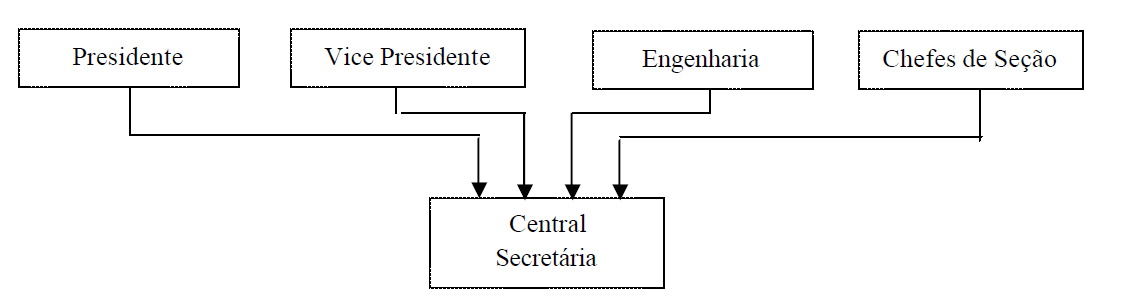 Presidente
Vice Presidente
Engenharia
Chefes de Seção
Central
Secretária